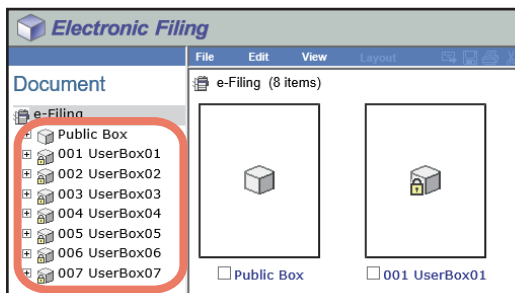 Electronic Filing
File Edit View Layout
Document
e-Filing (8 items)
e-Filing
Public Box
001 UserBox01
002 UserBox02
003 UserBox03
004 UserBox04
005 UserBox05
006 UserBox06
007 UserBox07
Public Box
001 UserBox01